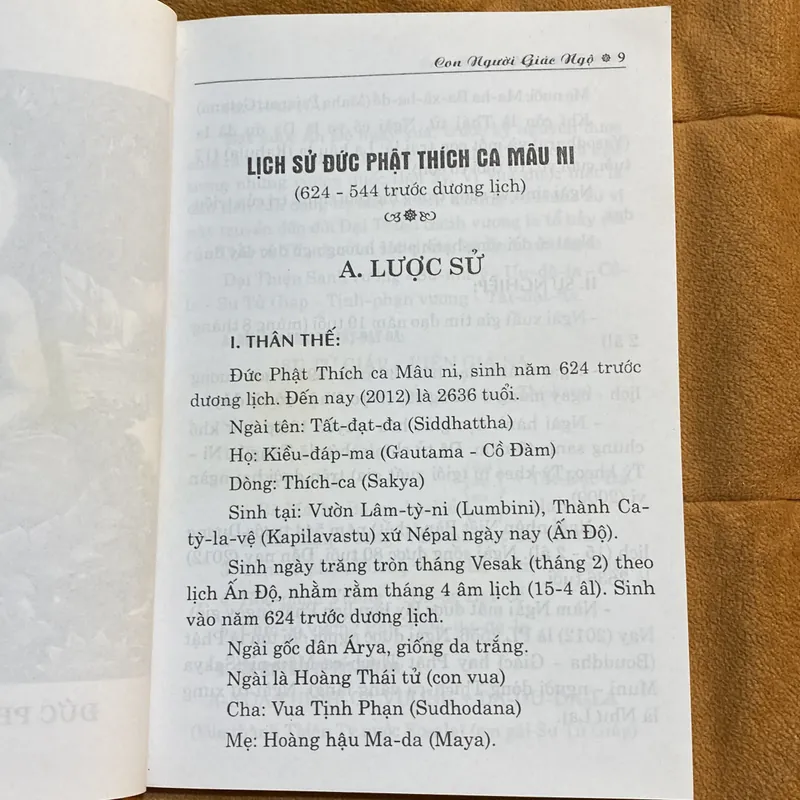 Con Người Giác Ngộ ❁ 9
LỊCH SỬ ĐỨC PHẬT THÍCH CA MÂU NI
(624 - 544 trước dương lịch)
A. LƯỢC SỬ
I. THÂN THẾ:
Đức Phật Thích ca Mâu ni, sinh năm 624 trước
dương lịch. Đến nay (2012) là 2636 tuổi.
Ngài tên: Tất-đạt-đa (Siddhattha)
Họ: Kiều-đáp-ma (Gautama - Cồ Đàm)
Dòng: Thích-ca (Sakya)
Sinh tại: Vườn Lâm-tỳ-ni (Lumbini), Thành Ca-
tỳ-la-vệ (Kapilavastu) xứ Népal ngày nay (Ấn Độ).
Sinh ngày trăng tròn tháng Vesak (tháng 2) theo
lịch Ấn Độ, nhằm rằm tháng 4 âm lịch (15-4 âl). Sinh
vào năm 624 trước dương lịch.
Ngài gốc dân Árya, giống da trắng.
Ngài là Hoàng Thái tử (con vua)
Cha: Vua Tịnh Phạn (Sudhodana)
Mẹ: Hoàng hậu Ma-da (Maya).
ĐỨC PH